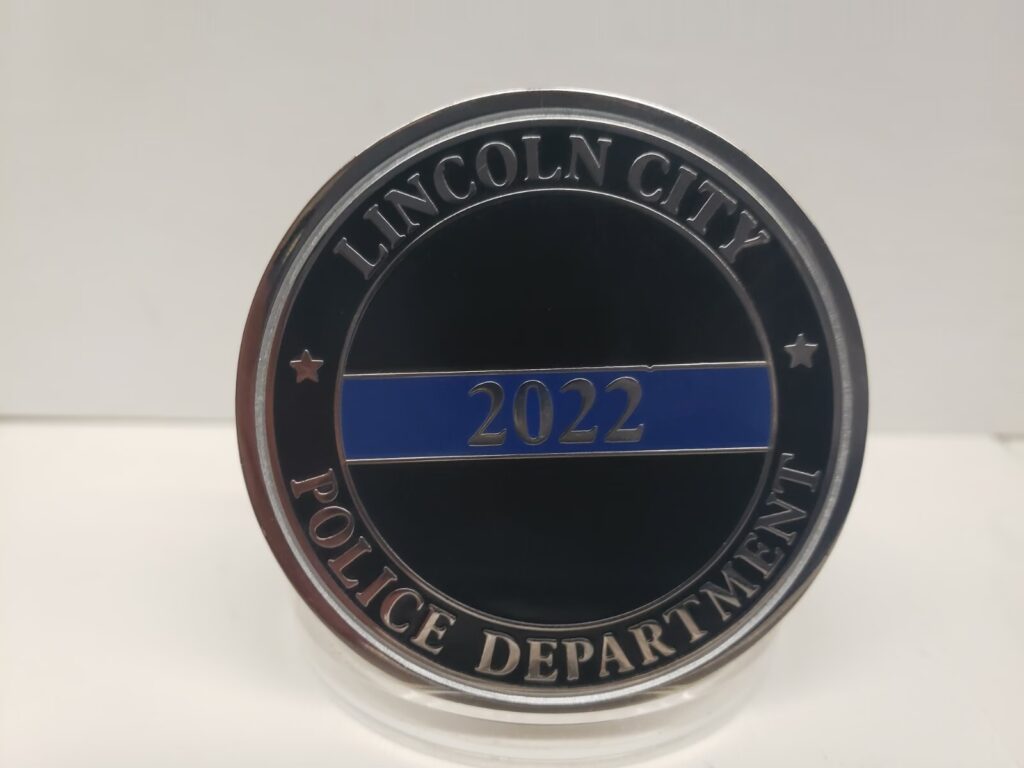 LINCOLN CITY
2022
POLICE DEPARTMENT